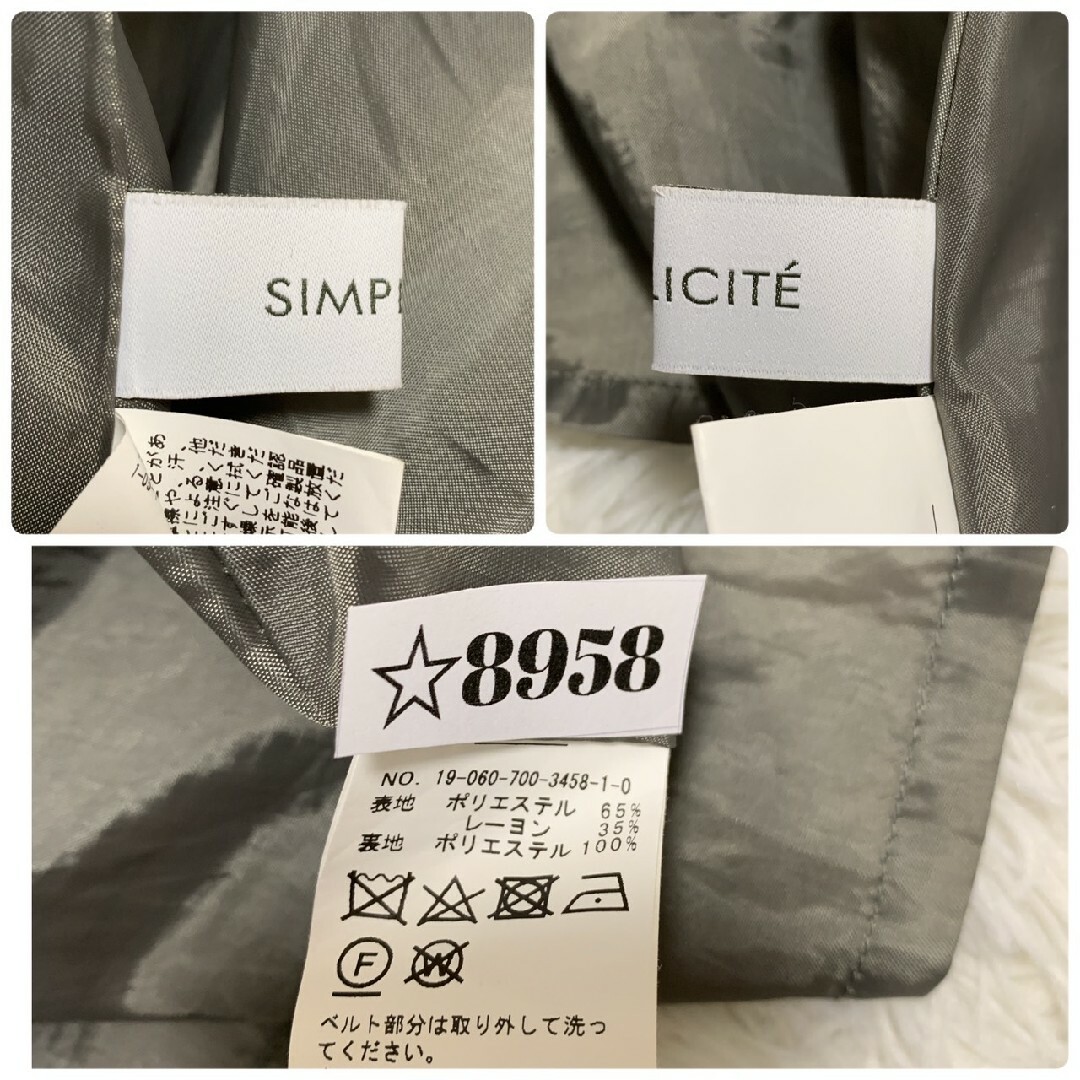 SIMPL
LICITÉ
☆8958
NO. 19-060-700-3458-1-0
表地 ポリエステル 65%
レーヨン 35%
裏地 ポリエステル 100%
F
W
ベルト部分は取り外して洗っ
てください。